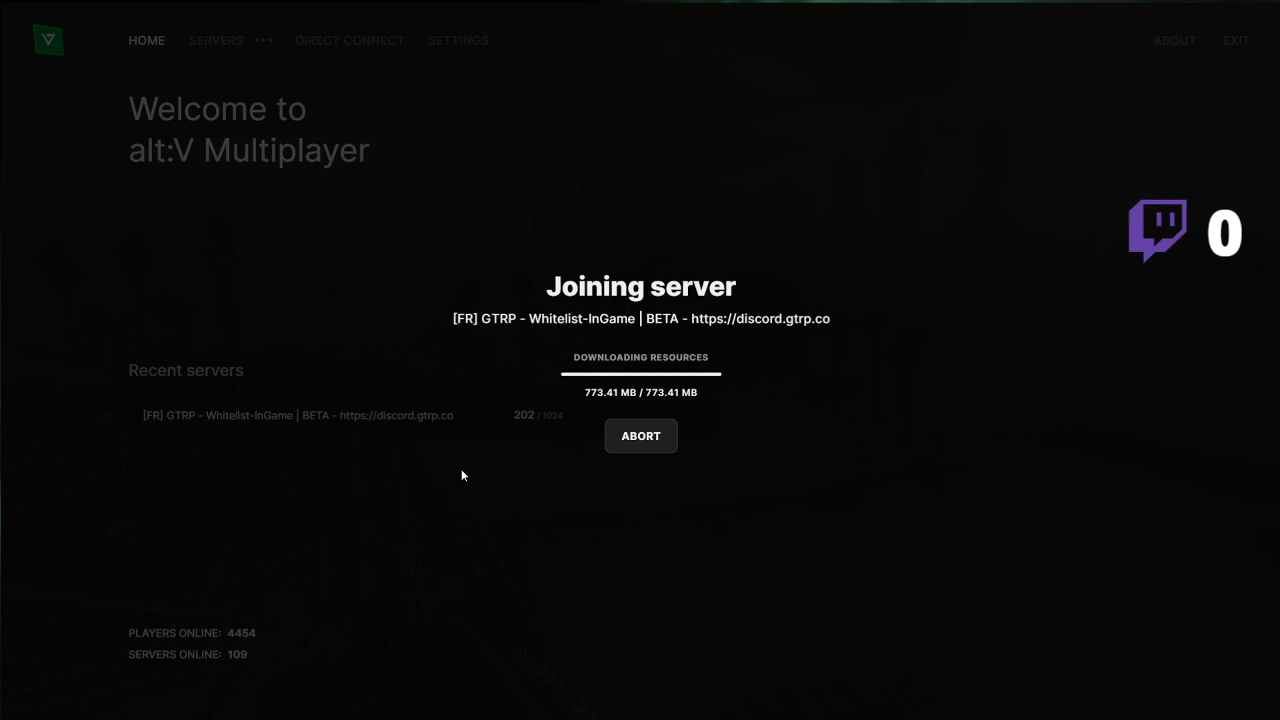 HOME SERVERS ••• DIRECT CONNECT SETTINGS ABOUT EXIT
Welcome to
alt:V Multiplayer
0
Joining server
[FR] GTRP - Whitelist-InGame | BETA - https://discord.gtrp.co
DOWNLOADING RESOURCES
773.41 MB / 773.41 MB
ABORT
Recent servers
[FR] GTRP - Whitelist-InGame | BETA - https://discord.gtrp.co 202 / 1024
PLAYERS ONLINE: 4454
SERVERS ONLINE: 109